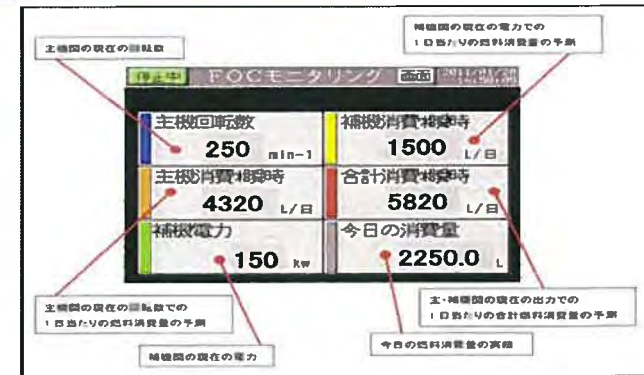 主機関の現在の回転数
補機関の現在の電力での
1日当たりの燃料消費量の予測
停止中 FOCモニタリング 画面
主機回転数
250 min-1
補機消費
1500 L/日
主機消費
4320 L/日
合計消費
5820 L/日
補機電力
150 kw
今日の消費量
2250.0 L
主機関の現在の回転数での
1日当たりの燃料消費量の予測
補機関の現在の電力
今日の燃料消費量の実績
主・補機関の現在の出力での
1日当たりの合計燃料消費量の予測